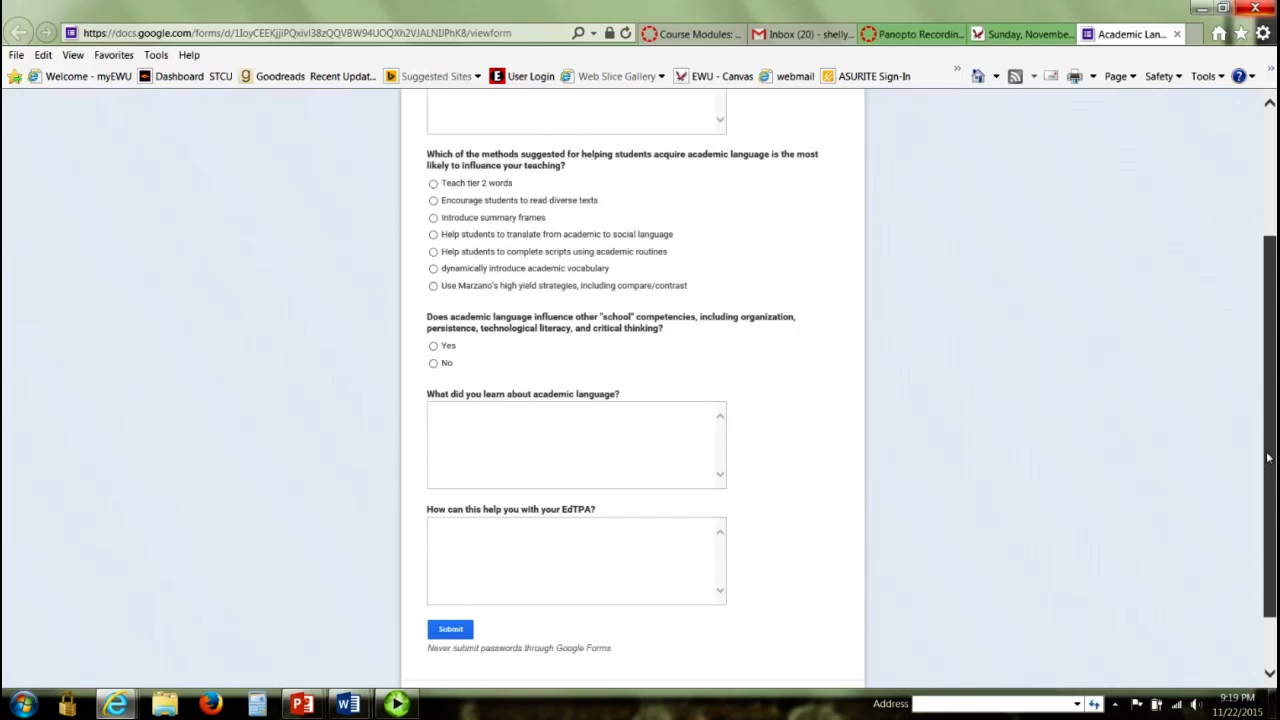 https://docs.google.com/forms/d/1IoyCEEKjjiPQxivl38zQQVBW94UOQXh2VJALNIJPhK8/viewform
Course Modules: ...
Inbox (20) - shelly...
Panopto Recordin...
Sunday, Novembe...
Academic Lan...
File Edit View Favorites Tools Help
Welcome - myEWU
Dashboard STCU
Goodreads Recent Updat...
Suggested Sites
User Login
Web Slice Gallery
EWU - Canvas
webmail
ASURITE Sign-In
Page Safety Tools
Which of the methods suggested for helping students acquire academic language is the most
likely to influence your teaching?
Teach tier 2 words
Encourage students to read diverse texts
Introduce summary frames
Help students to translate from academic to social language
Help students to complete scripts using academic routines
dynamically introduce academic vocabulary
Use Marzano's high yield strategies, including compare/contrast
Does academic language influence other "school" competencies, including organization,
persistence, technological literacy, and critical thinking?
Yes
No
What did you learn about academic language?
How can this help you with your EdTPA?
Submit
Never submit passwords through Google Forms.
Address
9:19 PM
11/22/2015